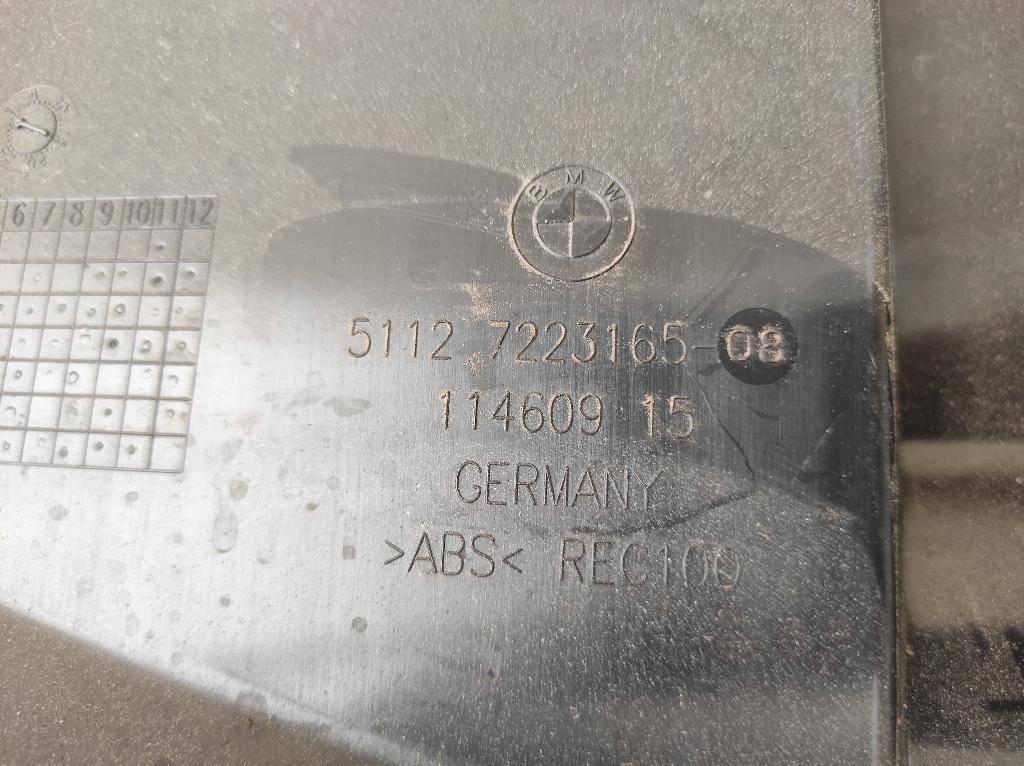 BMW
6 7 8 9 10 11 12
5112 7223165-08
114609 15
GERMANY
>ABS< REC100